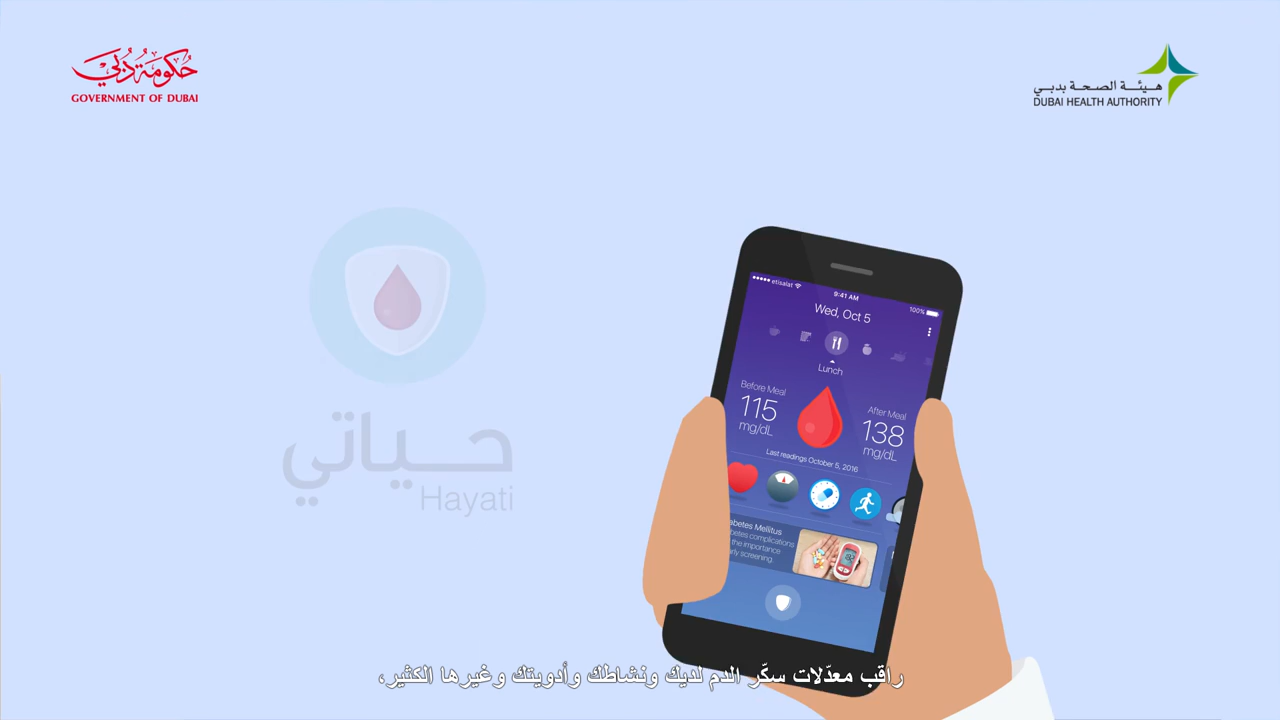 حكومة دبي
GOVERNMENT OF DUBAI
هيئة الصحة بدبي
DUBAI HEALTH AUTHORITY
حياتي
Hayati
etisalat
9:41 AM
100%
Wed, Oct 5
Lunch
Before Meal
115
mg/dL
After Meal
138
mg/dL
Last readings October 5, 2016
abetes Mellitus
betes complications
the importance
rly screening.
راقب معدّلات سكّر الدم لديك ونشاطك وأدويتك وغيرها الكثير،